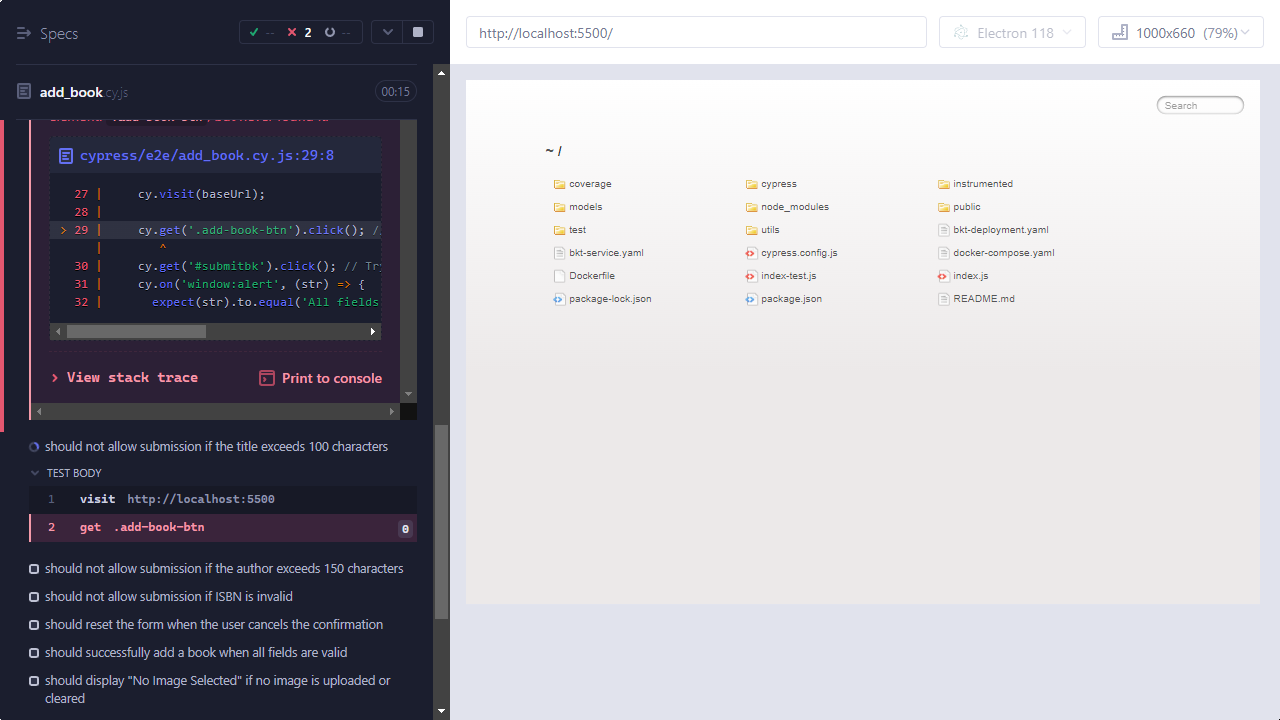 Specs
--
2
--
add_book.cy.js
00:15
cypress/e2e/add_book.cy.js:29:8
27 | cy.visit(baseUrl);
28 |
> 29 | cy.get('.add-book-btn').click(); //
| ^
30 | cy.get('#submitbk').click(); // Try
31 | cy.on('window:alert', (str) => {
32 | expect(str).to.equal('All fields
View stack trace
Print to console
should not allow submission if the title exceeds 100 characters
TEST BODY
1 visit http://localhost:5500
2 get .add-book-btn 0
should not allow submission if the author exceeds 150 characters
should not allow submission if ISBN is invalid
should reset the form when the user cancels the confirmation
should successfully add a book when all fields are valid
should display "No Image Selected" if no image is uploaded or
cleared
http://localhost:5500/
Electron 118
1000x660 (79%)
Search
~ /
coverage cypress instrumented
models node_modules public
test utils bkt-deployment.yaml
bkt-service.yaml cypress.config.js docker-compose.yaml
Dockerfile index-test.js index.js
package-lock.json package.json README.md